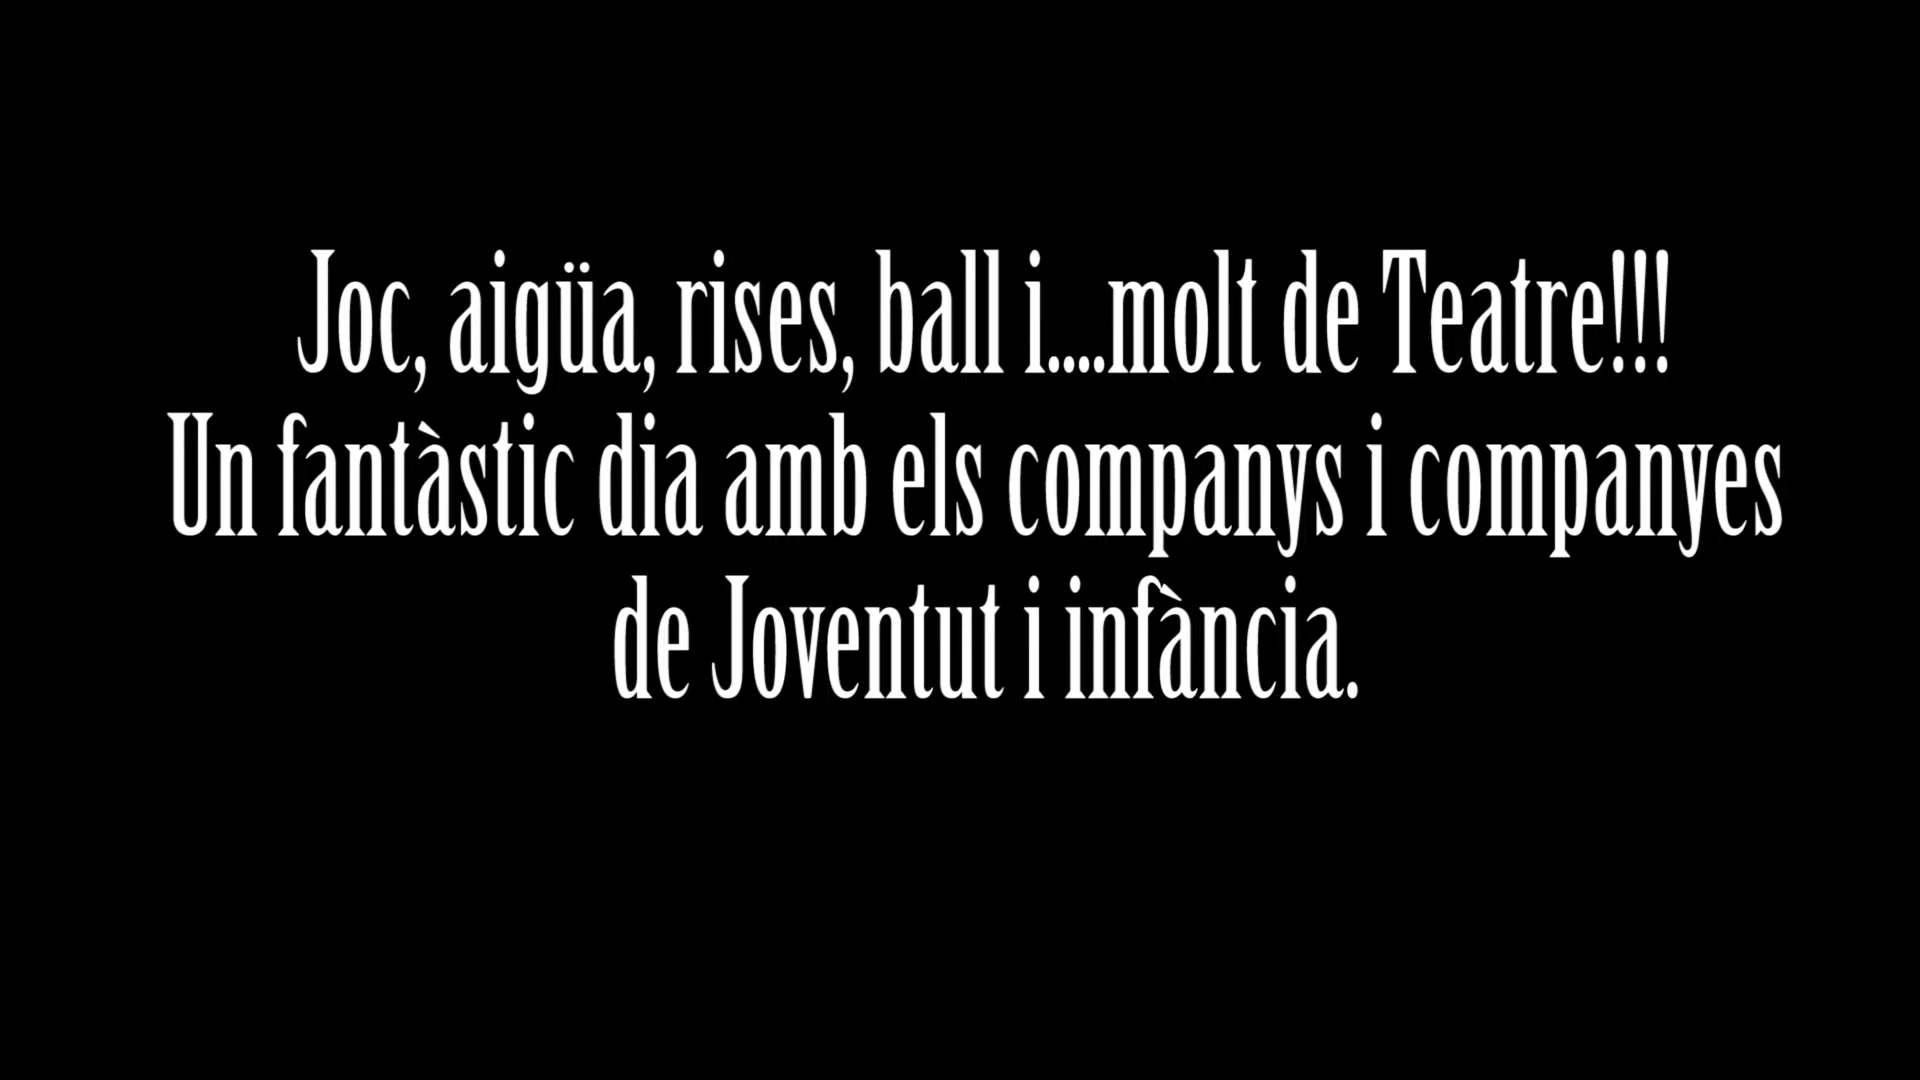 Joc, aigüa, rises, ball i....molt de Teatre!!!
Un fantàstic dia amb els companys i companyes
de Joventut i infància.